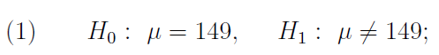 (1) H₀ : μ = 149, H₁ : μ ≠ 149;